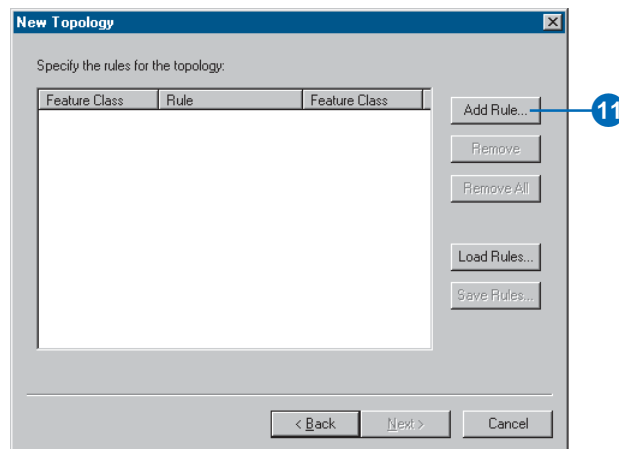 New Topology
Specify the rules for the topology:
Feature Class Rule Feature Class
Add Rule...
11
Remove
Remove All
Load Rules...
Save Rules...
< Back Next > Cancel